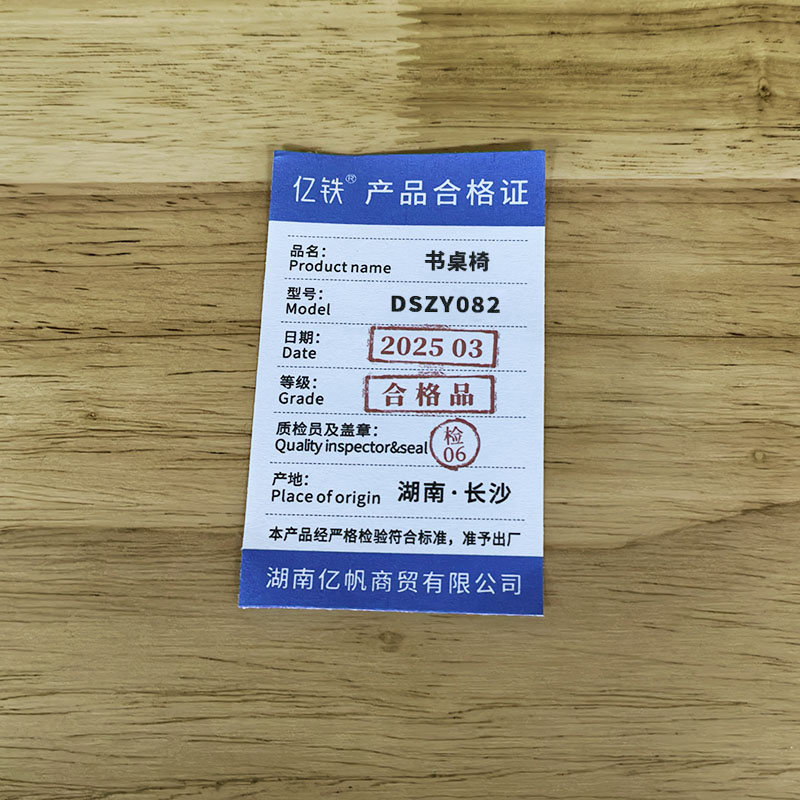 亿铁® 产品合格证
品名：
Product name 书桌椅
型号：
Model DSZY082
日期：
Date 2025 03
等级：
Grade 合格品
质检员及盖章：
Quality inspector&seal 检 06
产地：
Place of origin 湖南·长沙
本产品经严格检验符合标准，准予出厂
湖南亿帆商贸有限公司